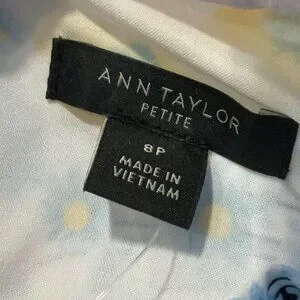 ANN TAYLOR
PETITE
8P
MADE IN
VIETNAM